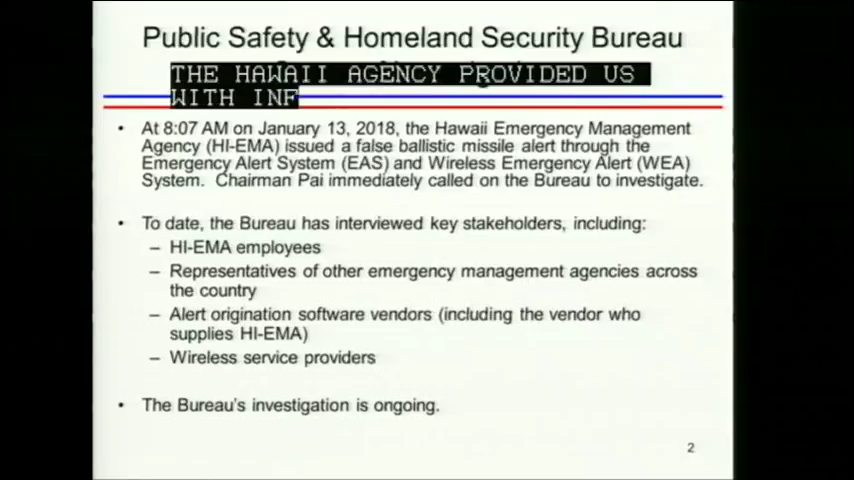 Public Safety & Homeland Security Bureau
THE HAWAII AGENCY PROVIDED US
WITH INF
• At 8:07 AM on January 13, 2018, the Hawaii Emergency Management
Agency (HI-EMA) issued a false ballistic missile alert through the
Emergency Alert System (EAS) and Wireless Emergency Alert (WEA)
System. Chairman Pai immediately called on the Bureau to investigate.
• To date, the Bureau has interviewed key stakeholders, including:
– HI-EMA employees
– Representatives of other emergency management agencies across
the country
– Alert origination software vendors (including the vendor who
supplies HI-EMA)
– Wireless service providers
• The Bureau's investigation is ongoing.
2